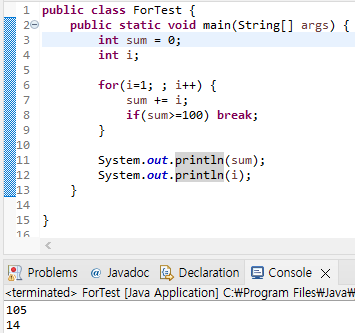 1 public class ForTest {
2 public static void main(String[] args) {
3 int sum = 0;
4 int i;
5
6 for(i=1; ; i++) {
7 sum += i;
8 if(sum>=100) break;
9 }
10
11 System.out.println(sum);
12 System.out.println(i);
13 }
14
15 }
16
Problems @ Javadoc Declaration Console
<terminated> ForTest [Java Application] C:₩Program Files₩Java₩
105
14